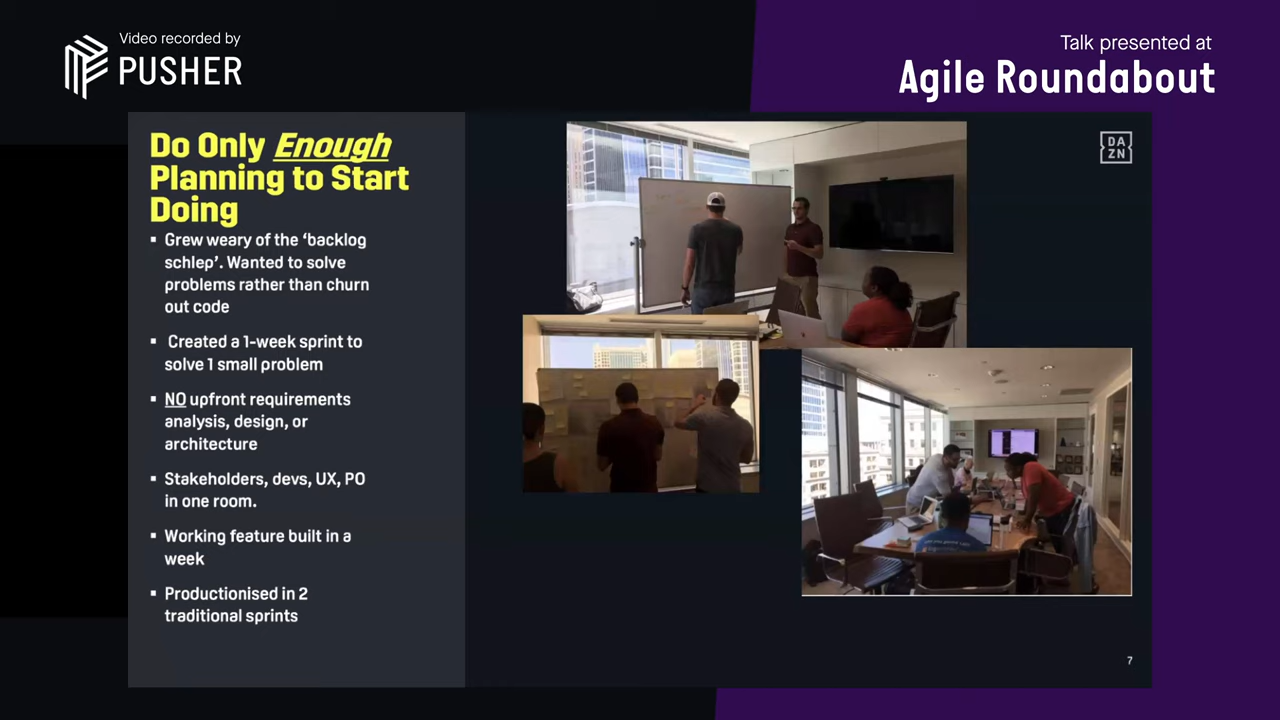 Video recorded by
PUSHER
Talk presented at
Agile Roundabout
Do Only Enough
Planning to Start
Doing
▪ Grew weary of the ‘backlog
schlep’. Wanted to solve
problems rather than churn
out code
▪ Created a 1-week sprint to
solve 1 small problem
▪ NO upfront requirements
analysis, design, or
architecture
▪ Stakeholders, devs, UX, PO
in one room.
▪ Working feature built in a
week
▪ Productionised in 2
traditional sprints
DA
ZN
7